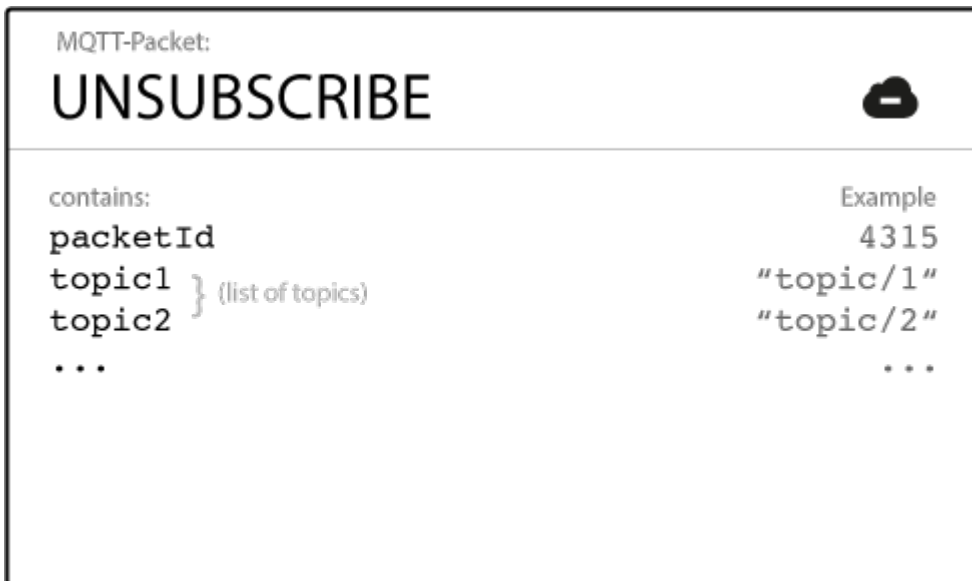 MQTT-Packet:
UNSUBSCRIBE
contains: Example
packetId 4315
topic1 “topic/1“
} (list of topics)
topic2 “topic/2“
... ...